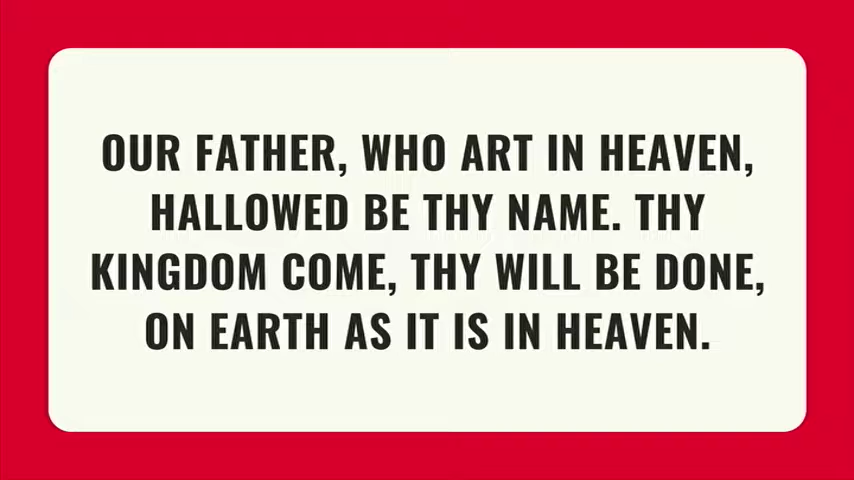 OUR FATHER, WHO ART IN HEAVEN,
HALLOWED BE THY NAME. THY
KINGDOM COME, THY WILL BE DONE,
ON EARTH AS IT IS IN HEAVEN.